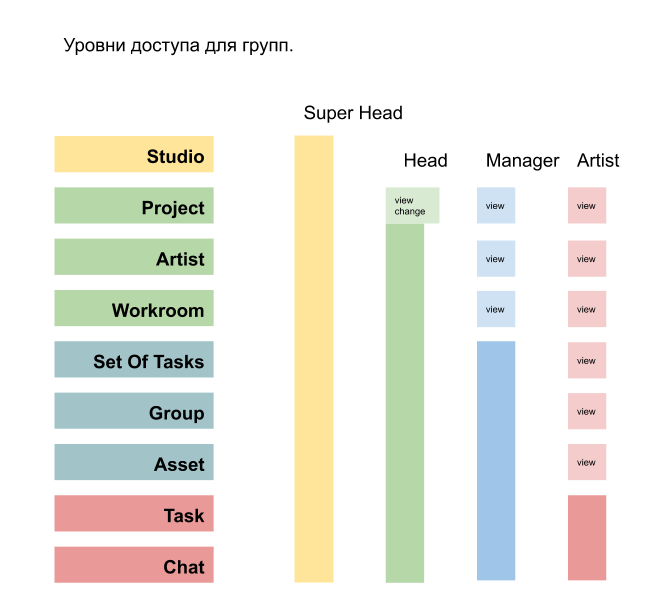 Уровни доступа для групп.
Super Head
Studio
Head Manager Artist
Project view change view view
Artist view view
Workroom view view
Set Of Tasks view
Group view
Asset view
Task
Chat